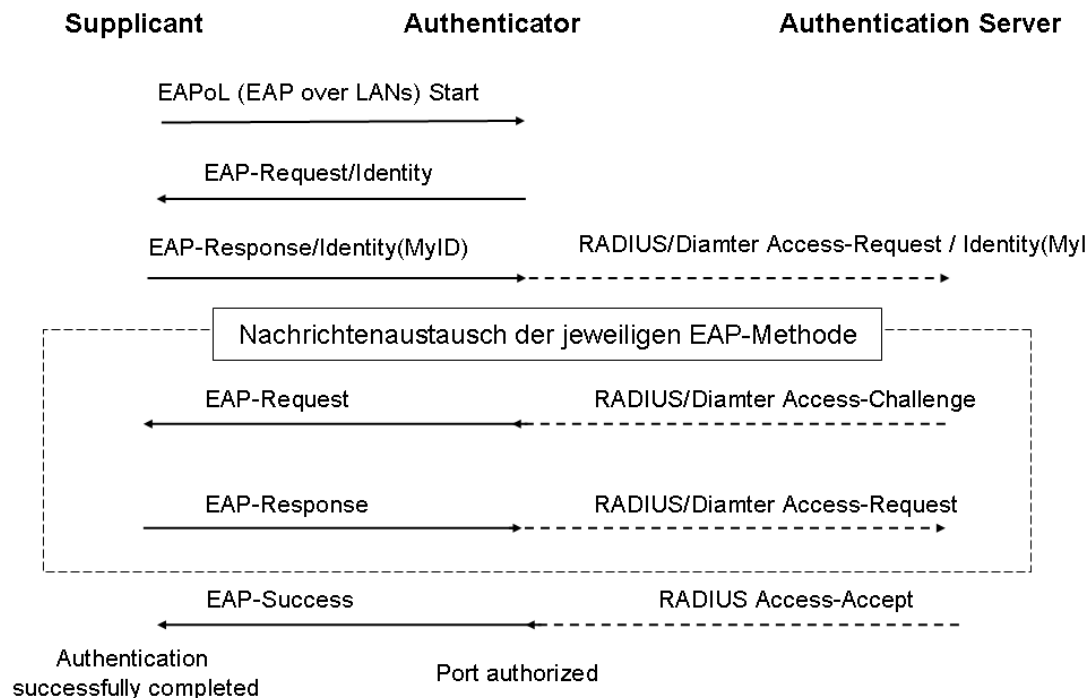 Supplicant Authenticator Authentication Server
EAPoL (EAP over LANs) Start
EAP-Request/Identity
EAP-Response/Identity(MyID) RADIUS/Diamter Access-Request / Identity(MyI
Nachrichtenaustausch der jeweiligen EAP-Methode
EAP-Request RADIUS/Diamter Access-Challenge
EAP-Response RADIUS/Diamter Access-Request
EAP-Success RADIUS Access-Accept
Authentication
successfully completed
Port authorized